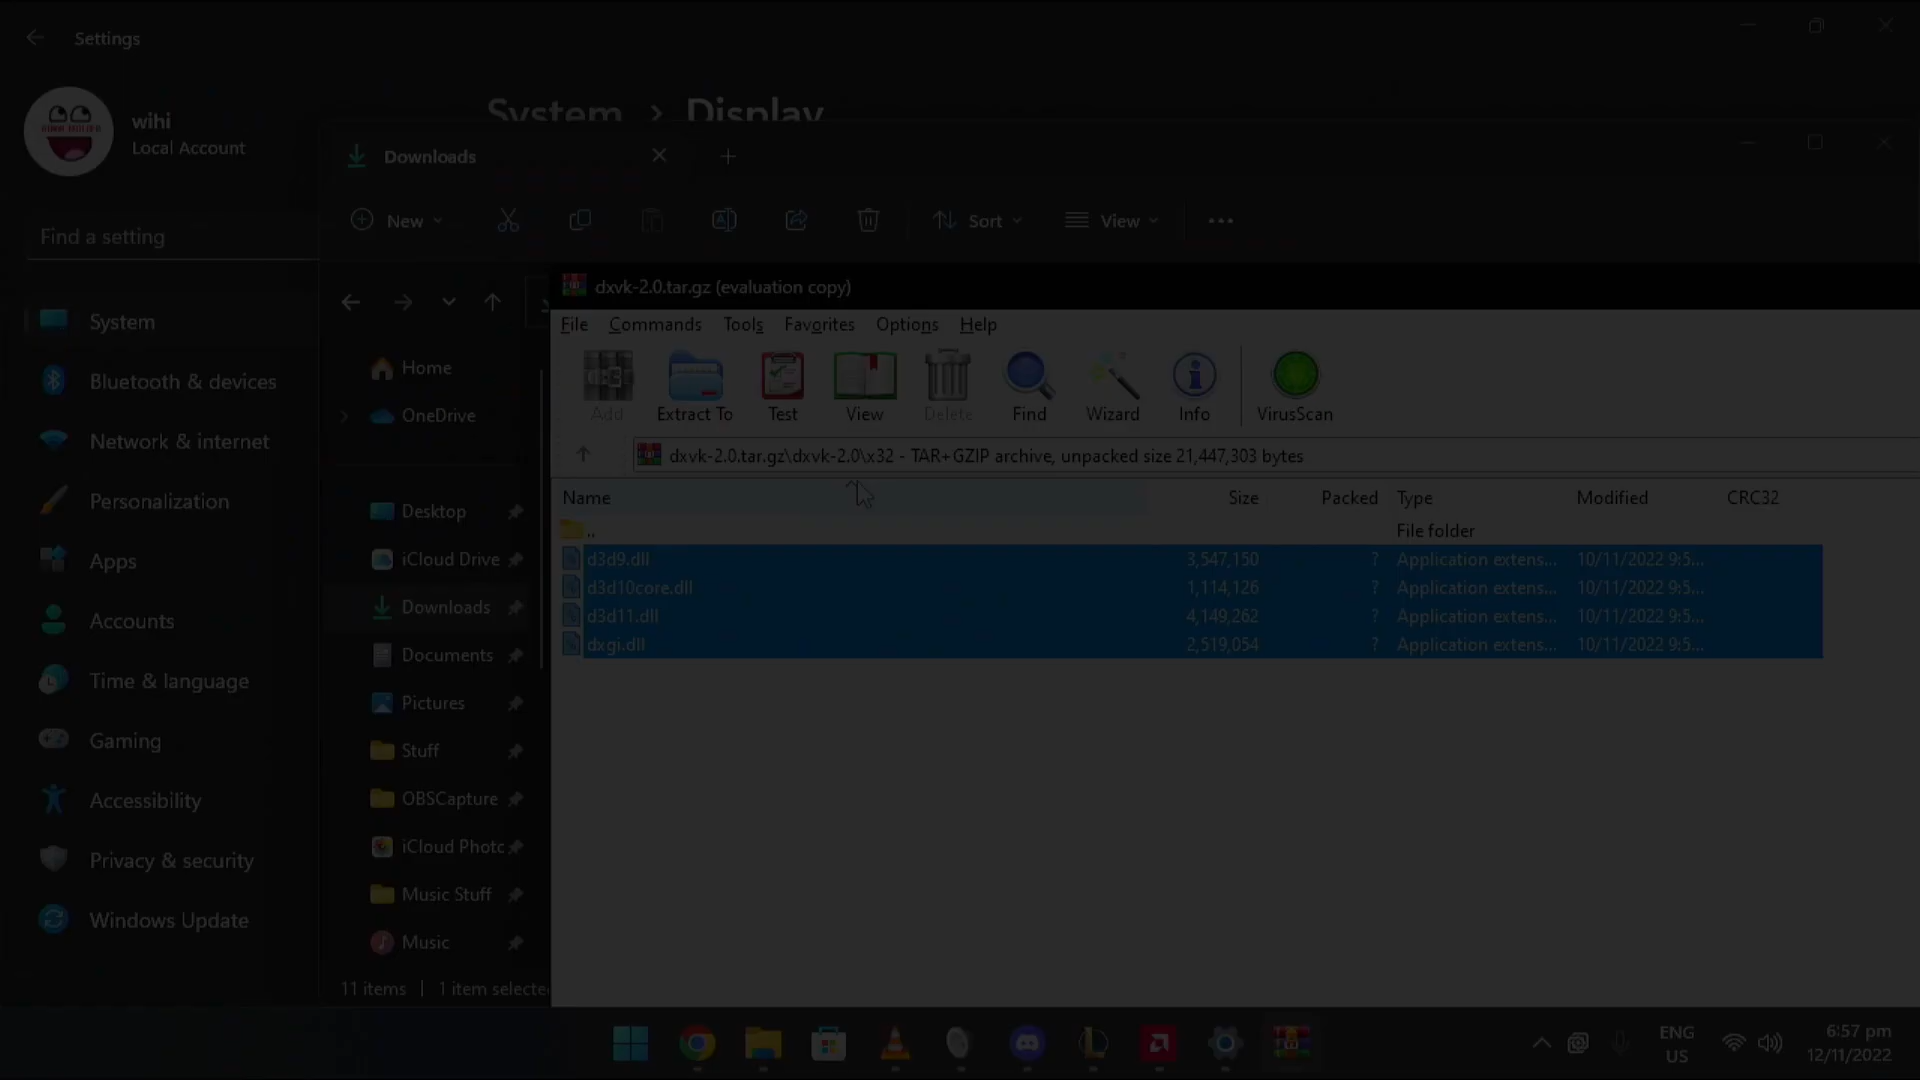 Settings
wihi
Local Account
System > Display
Find a setting
System
Bluetooth & devices
Network & internet
Personalization
Apps
Accounts
Time & language
Gaming
Accessibility
Privacy & security
Windows Update
Downloads
New
Sort
View
Home
OneDrive
Desktop
iCloud Drive
Downloads
Documents
Pictures
Stuff
OBSCapture
iCloud Photo
Music Stuff
Music
11 items | 1 item selecte
dxvk-2.0.tar.gz (evaluation copy)
File Commands Tools Favorites Options Help
Add Extract To Test View Delete Find Wizard Info VirusScan
dxvk-2.0.tar.gz\dxvk-2.0\x32 - TAR+GZIP archive, unpacked size 21,447,303 bytes
Name Size Packed Type Modified CRC32
.. File folder
d3d9.dll 3,547,150 ? Application extens... 10/11/2022 9:5...
d3d10core.dll 1,114,126 ? Application extens... 10/11/2022 9:5...
d3d11.dll 4,149,262 ? Application extens... 10/11/2022 9:5...
dxgi.dll 2,519,054 ? Application extens... 10/11/2022 9:5...
ENG
US
6:57 pm
12/11/2022